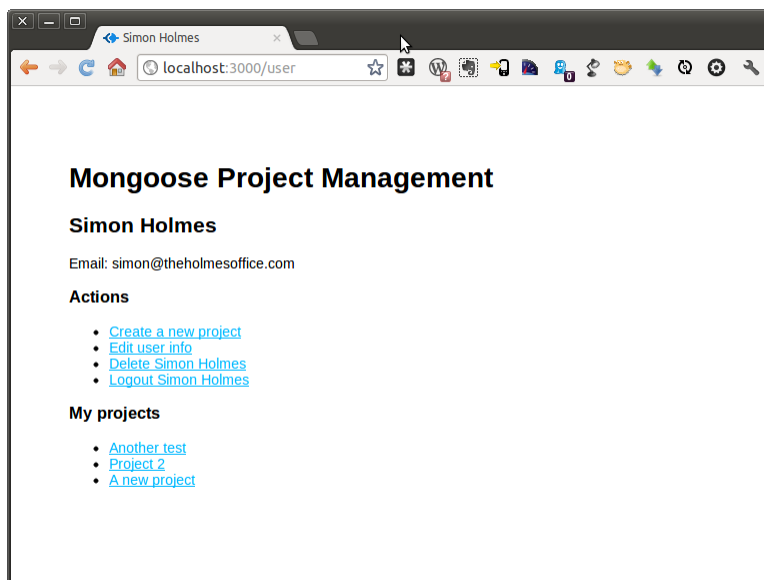 Simon Holmes
localhost:3000/user
0
Mongoose Project Management
Simon Holmes
Email: simon@theholmesoffice.com
Actions
Create a new project
Edit user info
Delete Simon Holmes
Logout Simon Holmes
My projects
Another test
Project 2
A new project